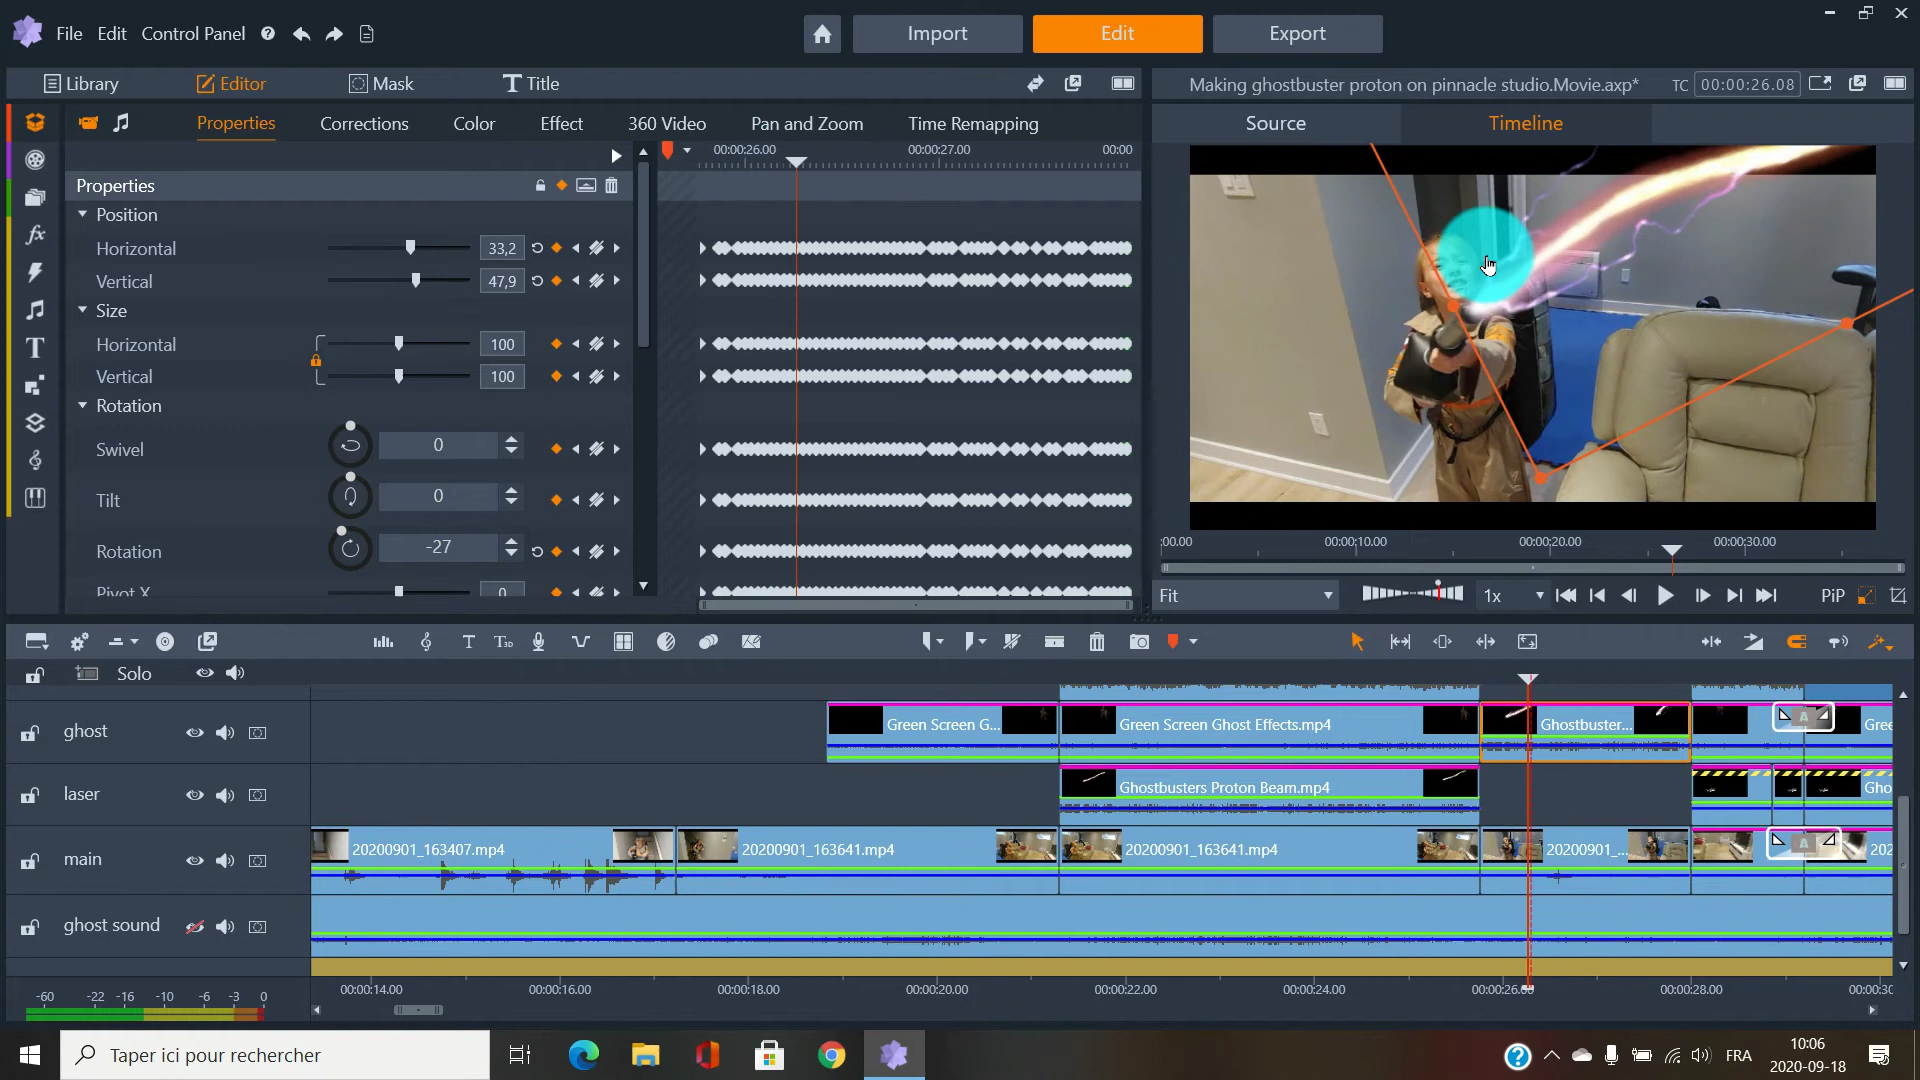 File Edit Control Panel
Import Edit Export
Library Editor Mask Title
Making ghostbuster proton on pinnacle studio.Movie.axp* TC 00:00:26.08
Properties Corrections Color Effect 360 Video Pan and Zoom Time Remapping
Source Timeline
00:00:26.00 00:00:27.00 00:00
Properties
Position
Horizontal 33,2
Vertical 47,9
Size
Horizontal 100
Vertical 100
Rotation
Swivel 0
Tilt 0
Rotation -27
Pivot X 0
:00.00 00:00:10.00 00:00:20.00 00:00:30.00
Fit 1x PiP
Solo
ghost Green Screen G... Green Screen Ghost Effects.mp4 Ghostbuster... A Gree
laser Ghostbusters Proton Beam.mp4 Gho
main 20200901_163407.mp4 20200901_163641.mp4 20200901_163641.mp4 20200901_... A 202
ghost sound
00:00:14.00 00:00:16.00 00:00:18.00 00:00:20.00 00:00:22.00 00:00:24.00 00:00:26.00 00:00:28.00 00:00:30
-60 -22 -16 -10 -6 -3 0
Taper ici pour rechercher
FRA
10:06
2020-09-18